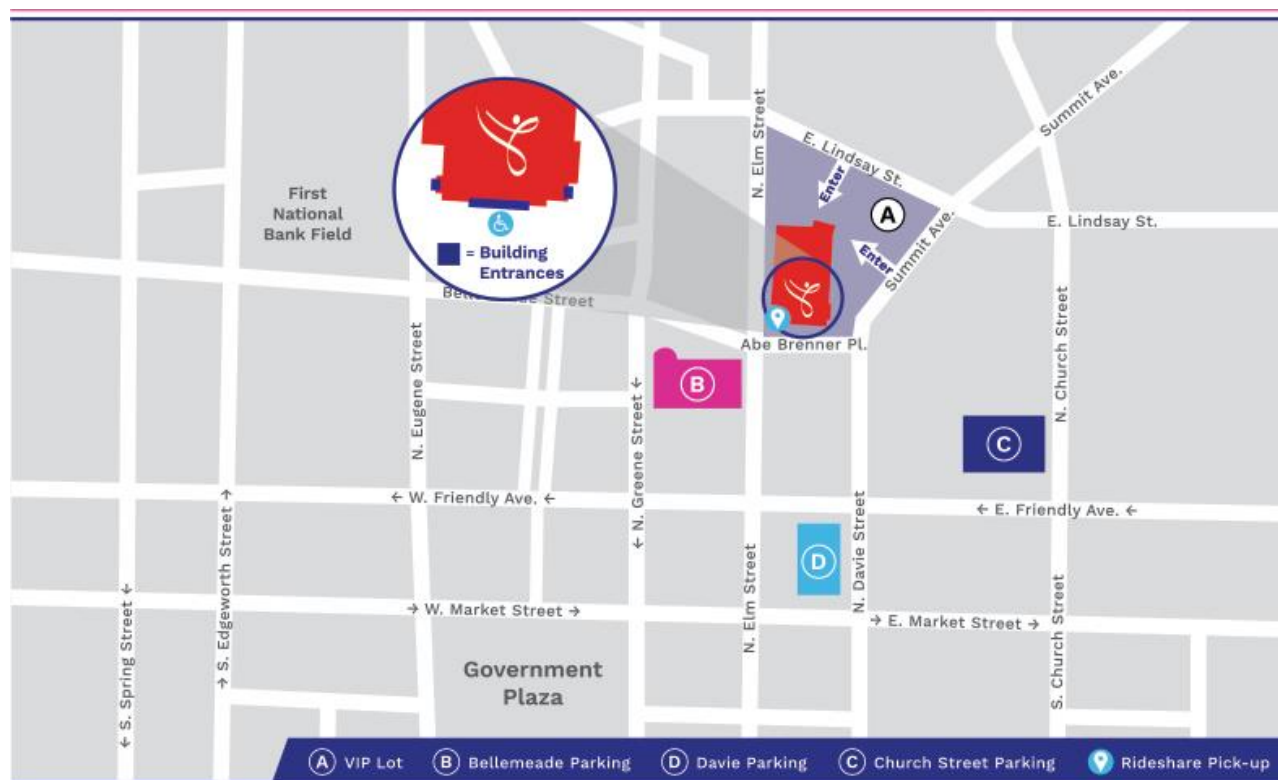 Summit Ave.
N. Elm Street
E. Lindsay St.
Enter
A
E. Lindsay St.
First
National
Bank Field
= Building
Entrances
Enter
Summit Ave.
Street
Abe Brenner Pl.
B
N. Eugene Street
← N. Greene Street ←
N. Church Street
C
← W. Friendly Ave. ←
← E. Friendly Ave. ←
D
N. Davie Street
N. Elm Street
← S. Spring Street ←
→ S. Edgeworth Street →
→ W. Market Street →
→ E. Market Street →
S. Church Street
Government
Plaza
A VIP Lot
B Bellemeade Parking
D Davie Parking
C Church Street Parking
Rideshare Pick-up